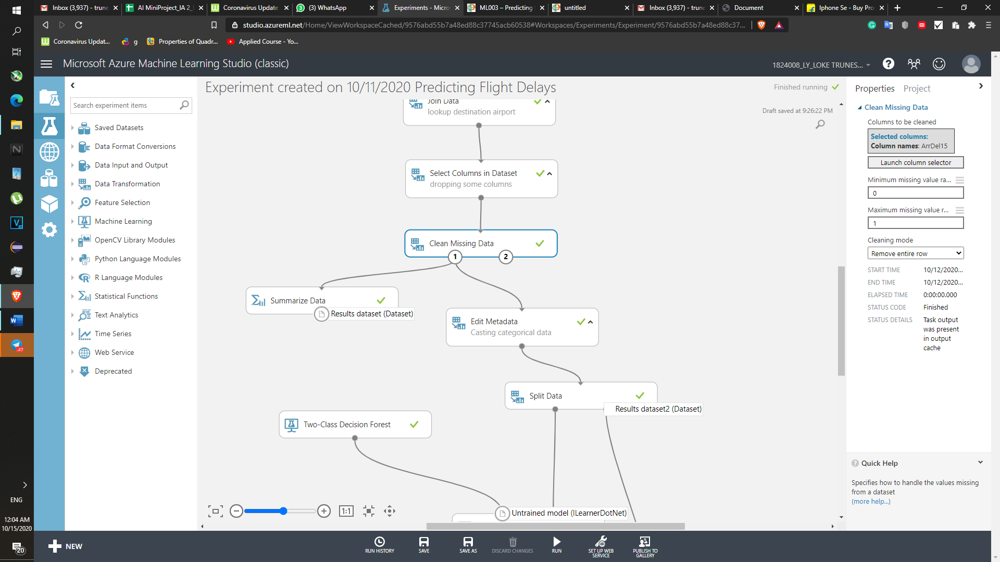 Inbox (3,937) - trune
AI MiniProject_IA 2_
Coronavirus Update
(3) WhatsApp
Experiments - Micro
ML003 – Predicting
untitled
Inbox (3,937) - trune
Document
Iphone Se - Buy Pro
studio.azureml.net/Home/ViewWorkspaceCached/9576abd55b7a48ed88c37745acb60538#Workspaces/Experiments/Experiment/9576abd55b7a48ed88c37...
Coronavirus Updat...
g
Properties of Quadr...
Applied Course - Yo...
Microsoft Azure Machine Learning Studio (classic)
1824008_LY_LOKE TRUNES...
Experiment created on 10/11/2020 Predicting Flight Delays
Finished running
Draft saved at 9:26:22 PM
Search experiment items
Saved Datasets
Data Format Conversions
Data Input and Output
Data Transformation
Feature Selection
Machine Learning
OpenCV Library Modules
Python Language Modules
R Language Modules
Statistical Functions
Text Analytics
Time Series
Web Service
Deprecated
Join Data
lookup destination airport
Select Columns in Dataset
dropping some columns
Clean Missing Data
1
2
Summarize Data
Results dataset (Dataset)
Edit Metadata
Casting categorical data
Split Data
Results dataset2 (Dataset)
Two-Class Decision Forest
Untrained model (ILearnerDotNet)
1:1
Properties
Project
Clean Missing Data
Columns to be cleaned
Selected columns:
Column names: ArrDel15
Launch column selector
Minimum missing value ra...
0
Maximum missing value r...
1
Cleaning mode
Remove entire row
START TIME 10/12/2020...
END TIME 10/12/2020...
ELAPSED TIME 0:00:00.000
STATUS CODE Finished
STATUS DETAILS Task output
was present
in output
cache
Quick Help
Specifies how to handle the values missing
from a dataset
(more help...)
NEW
RUN HISTORY
SAVE
SAVE AS
DISCARD CHANGES
RUN
SET UP WEB
SERVICE
PUBLISH TO
GALLERY
ENG
12:04 AM
10/15/2020
20
47